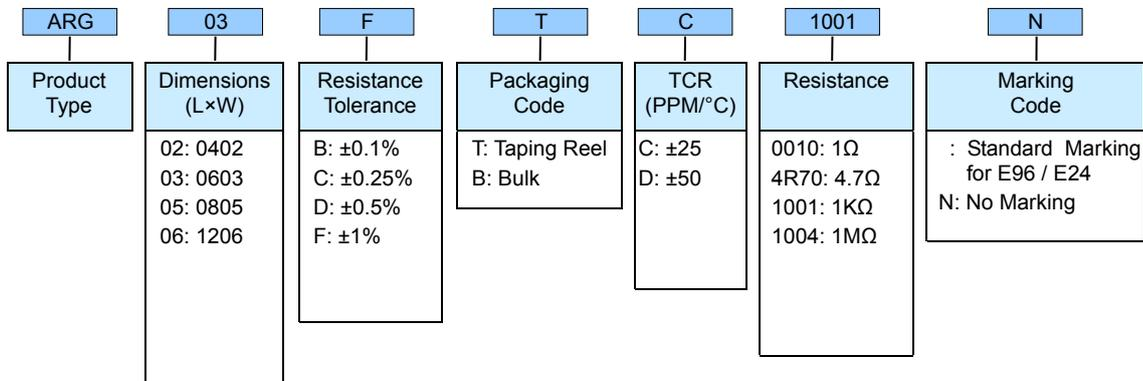 ARG 03 F T C 1001 N
Product Type
Dimensions (L×W)
Resistance Tolerance
Packaging Code
TCR (PPM/°C)
Resistance
Marking Code
02: 0402
03: 0603
05: 0805
06: 1206
B: ±0.1%
C: ±0.25%
D: ±0.5%
F: ±1%
T: Taping Reel
B: Bulk
C: ±25
D: ±50
0010: 1Ω
4R70: 4.7Ω
1001: 1KΩ
1004: 1MΩ
: Standard Marking
for E96 / E24
N: No Marking